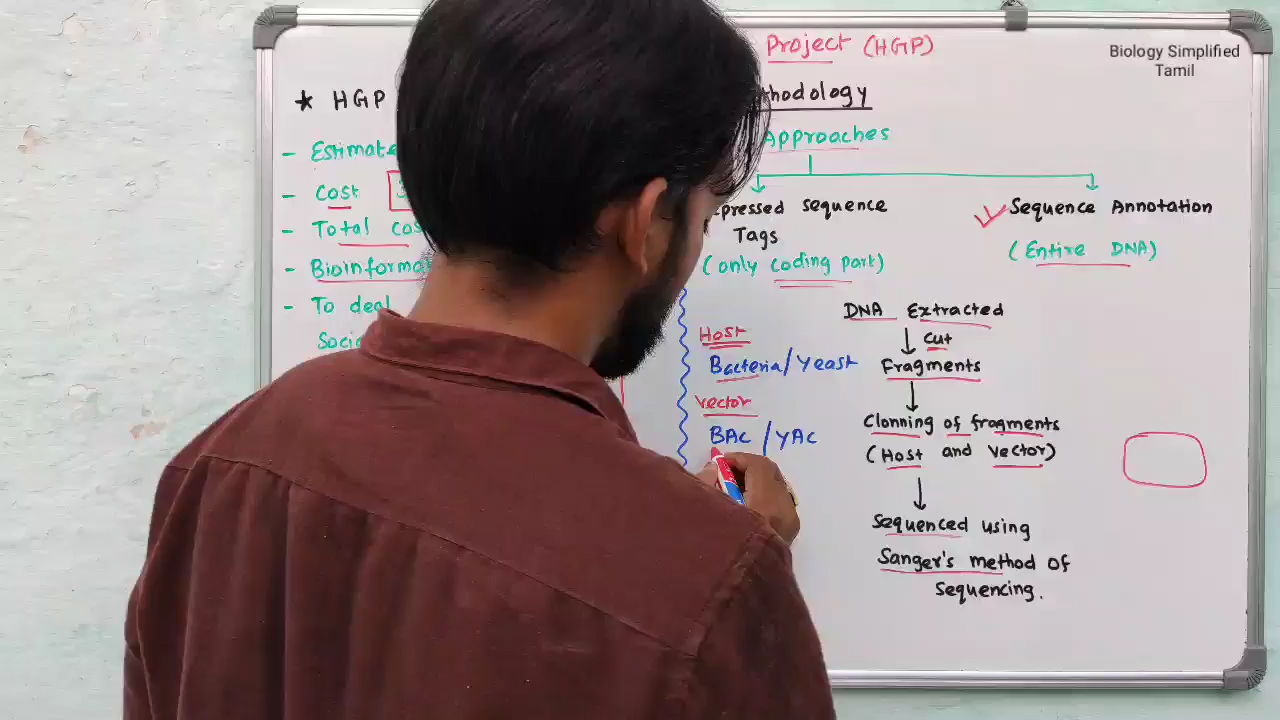 Project (HGP)
Biology Simplified
Tamil
★ HGP
Approaches
- Estimate
- Cost
- Total cos
- Bioinforma
- To deal
Socia
sequence
Tags
(only coding part)
Sequence Annotation
(Entire DNA)
Host
Bacteria/Yeast
Vector
BAC / YAC
DNA Extracted
cut
Fragments
Clonning of fragments
(Host and Vector)
Sequenced using
Sanger's method of
sequencing.